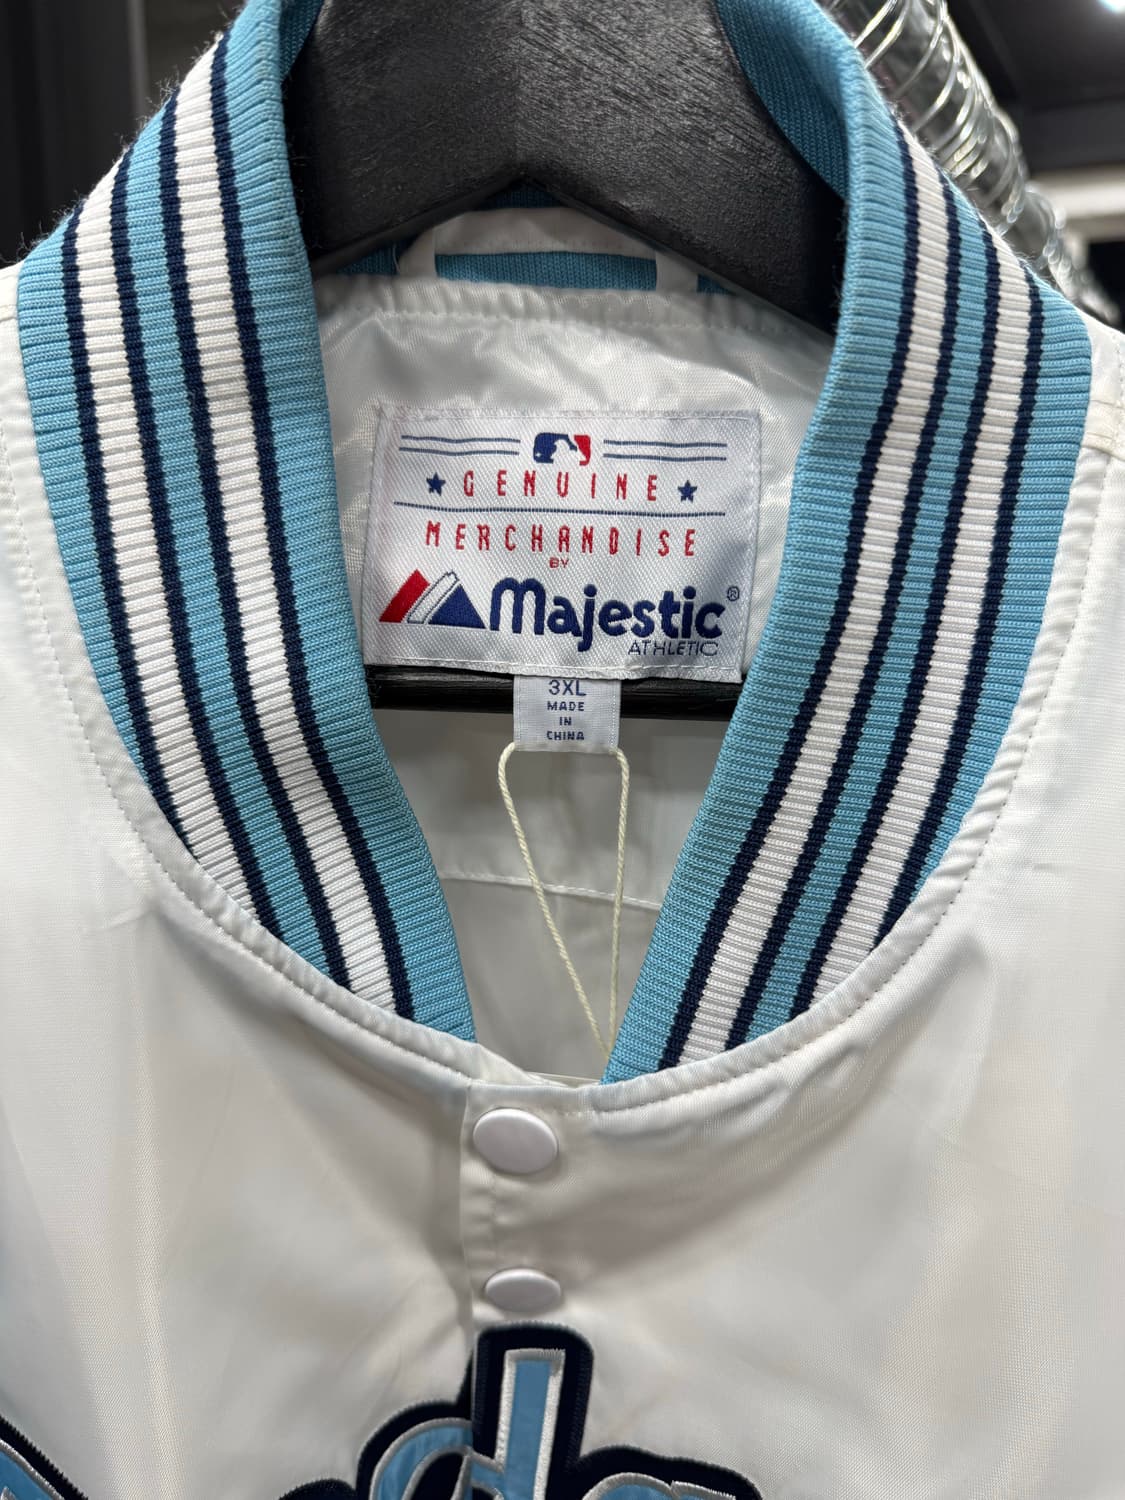 GENUINE
MERCHANDISE
BY
Majestic®
ATHLETIC
3XL
MADE
IN
CHINA